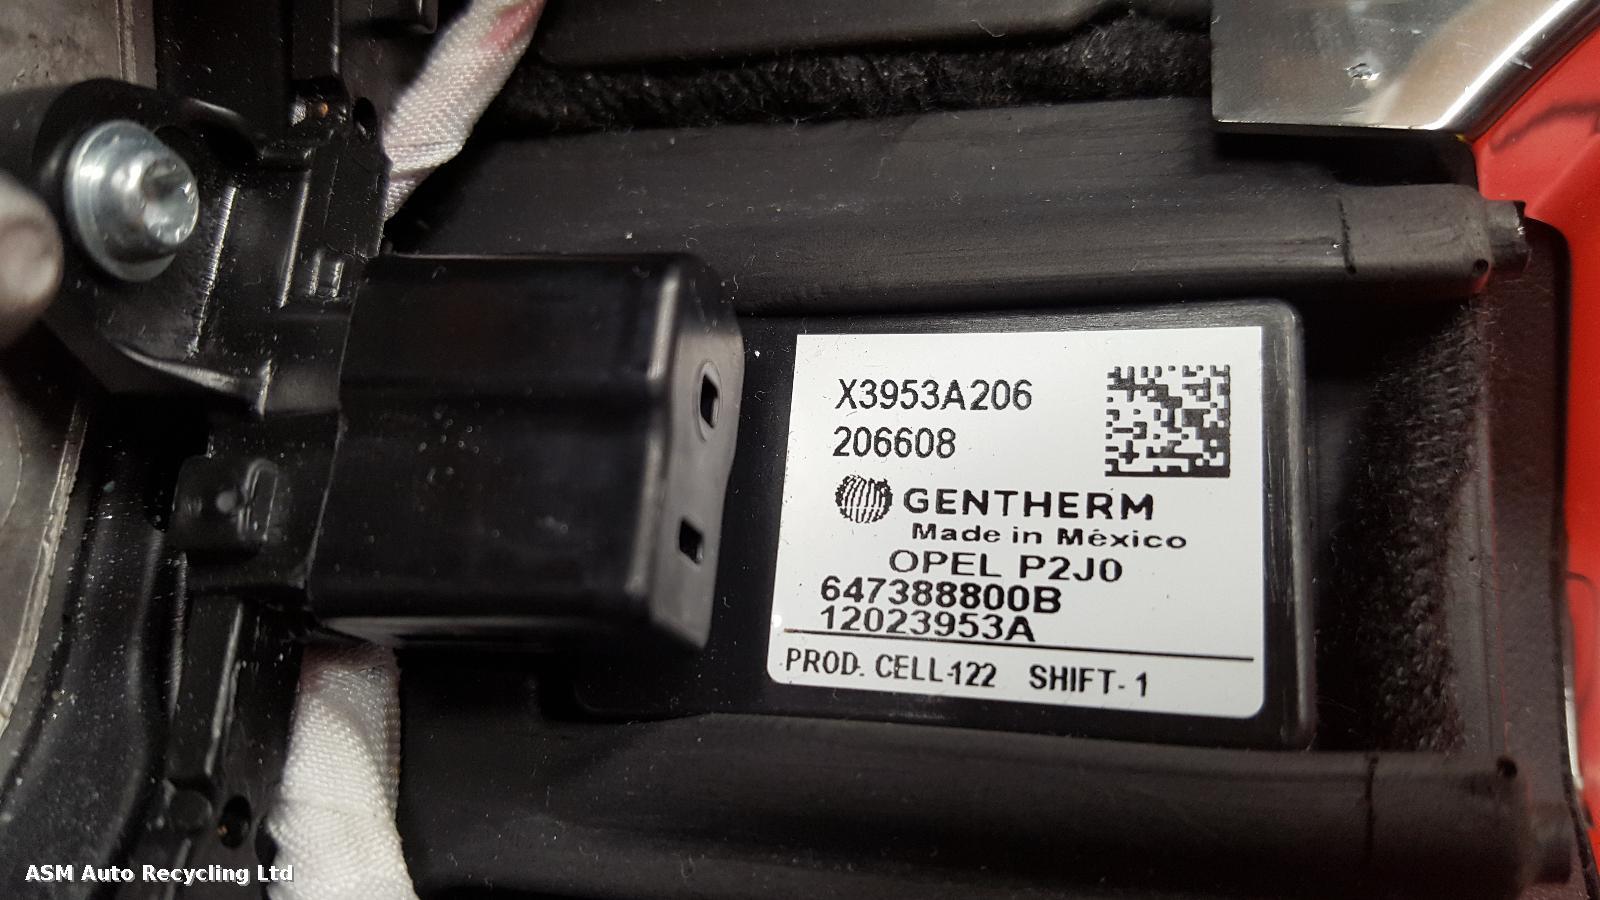 X3953A206
206608
GENTHERM
Made in México
OPEL P2J0
647388800B
12023953A
PROD. CELL-122 SHIFT-1
ASM Auto Recycling Ltd